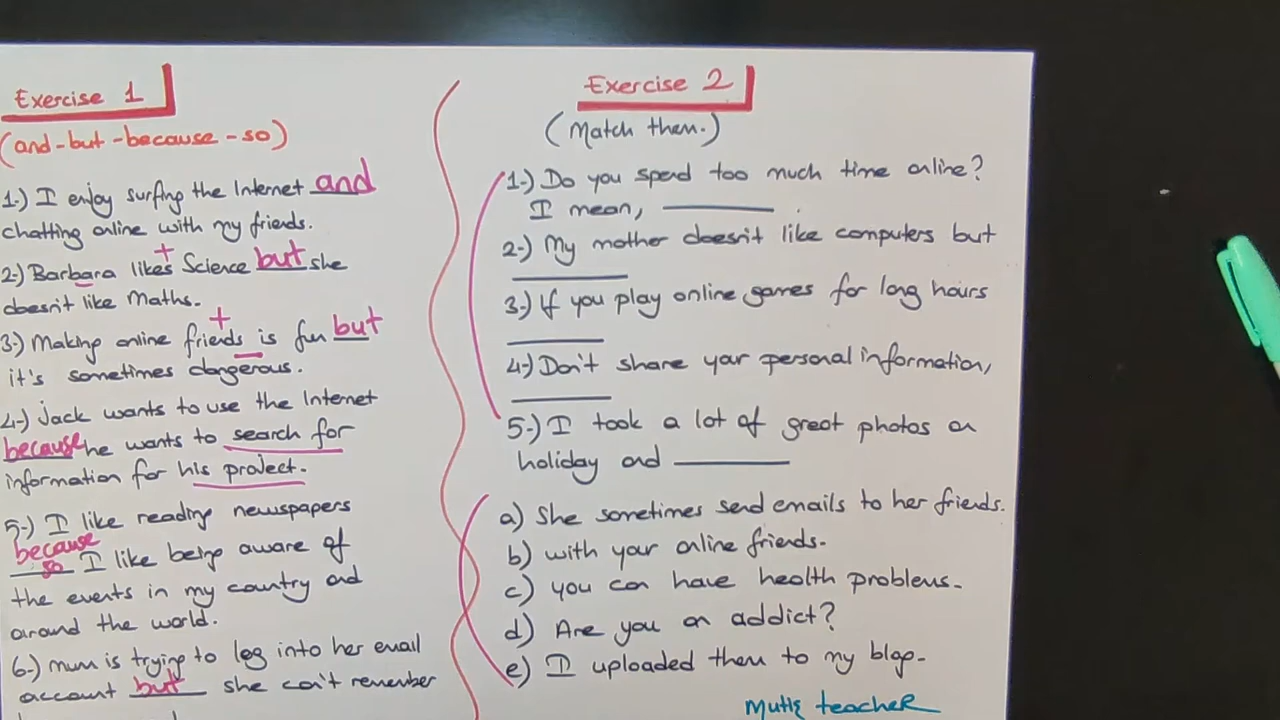 Exercise 1
(and-but-because-so)
1-) I enjoy surfing the Internet and
chatting online with my friends.
+
2-) Barbara likes Science but she
doesn't like Maths.
+
3-) Making online friends is fun but
it's sometimes dangerous.
4-) Jack wants to use the Internet
because he wants to search for
information for his project.
5-) I like reading newspapers
because
so I like being aware of
the events in my country and
around the world.
6-) mum is trying to log into her email
account but she can't remember
Exercise 2
(Match them.)
1-) Do you spend too much time online?
I mean, ________ .
2-) My mother doesn't like computers but
________
3-) If you play online games for long hours
________
4-) Don't share your personal information,
________
5-) I took a lot of great photos on
holiday and ________
a) She sometimes send emails to her friends.
b) with your online friends.
c) you can have health problems.
d) Are you an addict?
e) I uploaded them to my blog.
teacher